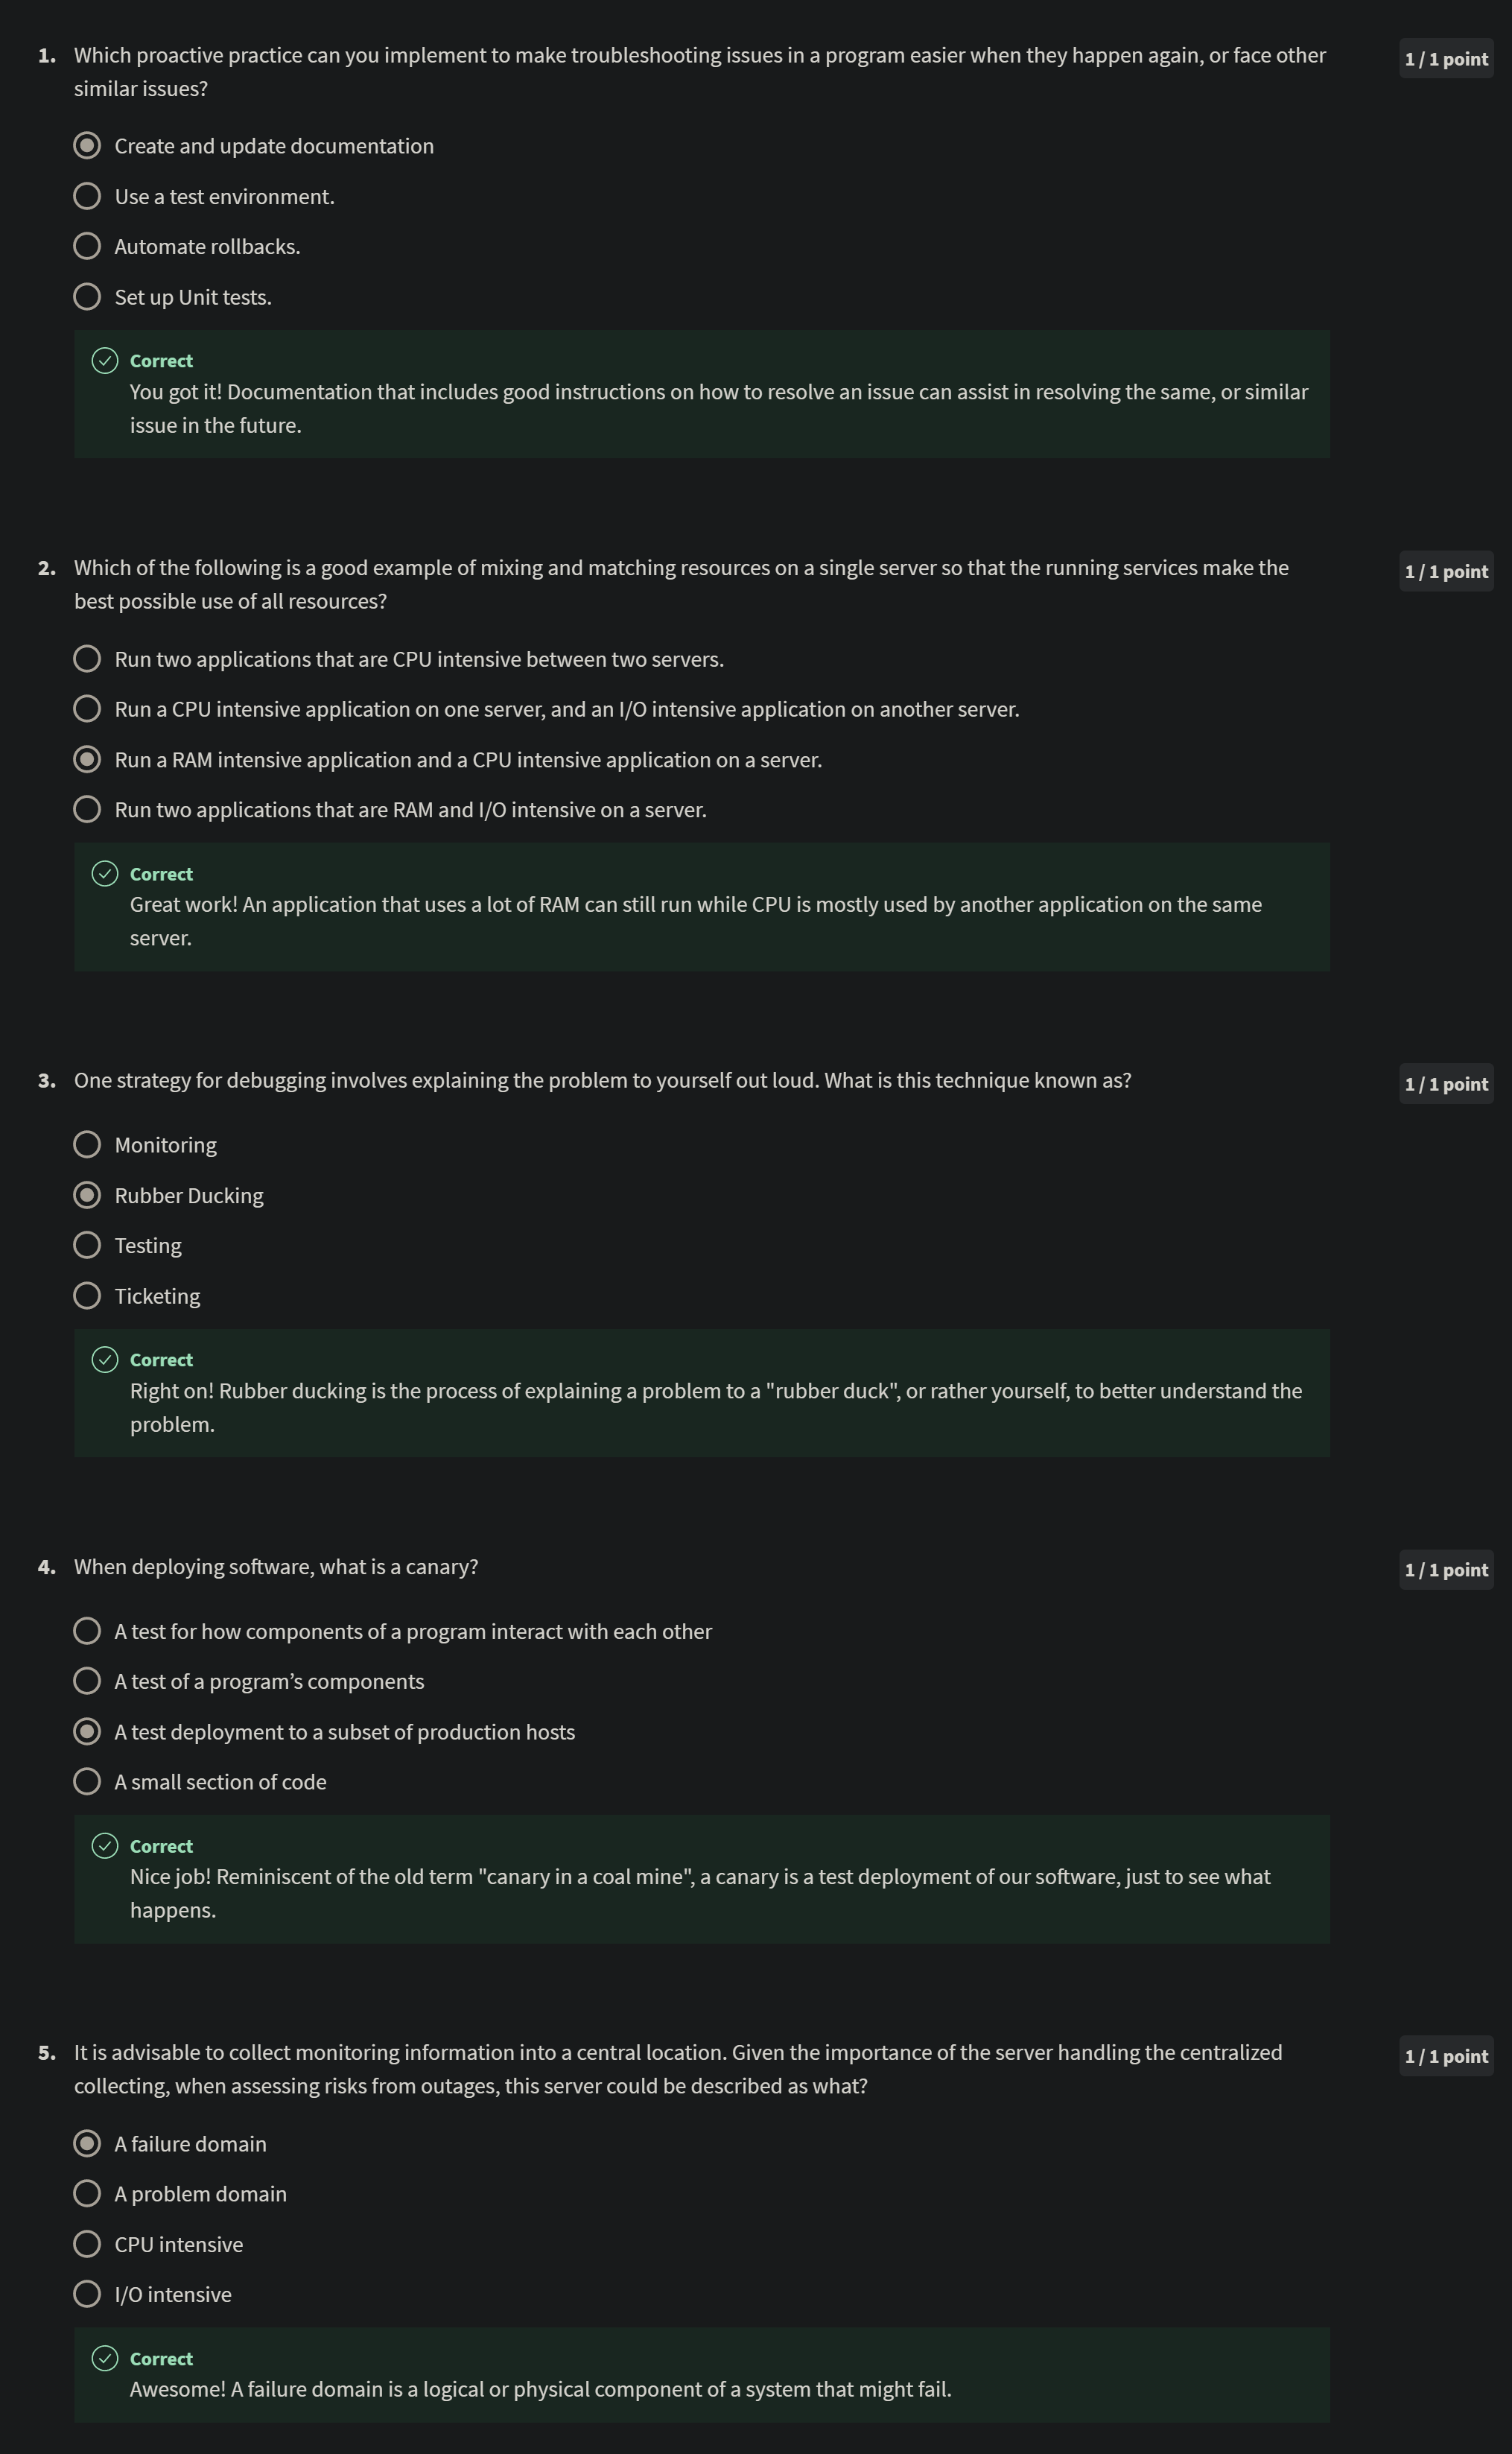 1. Which proactive practice can you implement to make troubleshooting issues in a program easier when they happen again, or face other
similar issues?
1 / 1 point
Create and update documentation
Use a test environment.
Automate rollbacks.
Set up Unit tests.
Correct
You got it! Documentation that includes good instructions on how to resolve an issue can assist in resolving the same, or similar
issue in the future.
2. Which of the following is a good example of mixing and matching resources on a single server so that the running services make the
best possible use of all resources?
1 / 1 point
Run two applications that are CPU intensive between two servers.
Run a CPU intensive application on one server, and an I/O intensive application on another server.
Run a RAM intensive application and a CPU intensive application on a server.
Run two applications that are RAM and I/O intensive on a server.
Correct
Great work! An application that uses a lot of RAM can still run while CPU is mostly used by another application on the same
server.
3. One strategy for debugging involves explaining the problem to yourself out loud. What is this technique known as?
1 / 1 point
Monitoring
Rubber Ducking
Testing
Ticketing
Correct
Right on! Rubber ducking is the process of explaining a problem to a "rubber duck", or rather yourself, to better understand the
problem.
4. When deploying software, what is a canary?
1 / 1 point
A test for how components of a program interact with each other
A test of a program’s components
A test deployment to a subset of production hosts
A small section of code
Correct
Nice job! Reminiscent of the old term "canary in a coal mine", a canary is a test deployment of our software, just to see what
happens.
5. It is advisable to collect monitoring information into a central location. Given the importance of the server handling the centralized
collecting, when assessing risks from outages, this server could be described as what?
1 / 1 point
A failure domain
A problem domain
CPU intensive
I/O intensive
Correct
Awesome! A failure domain is a logical or physical component of a system that might fail.